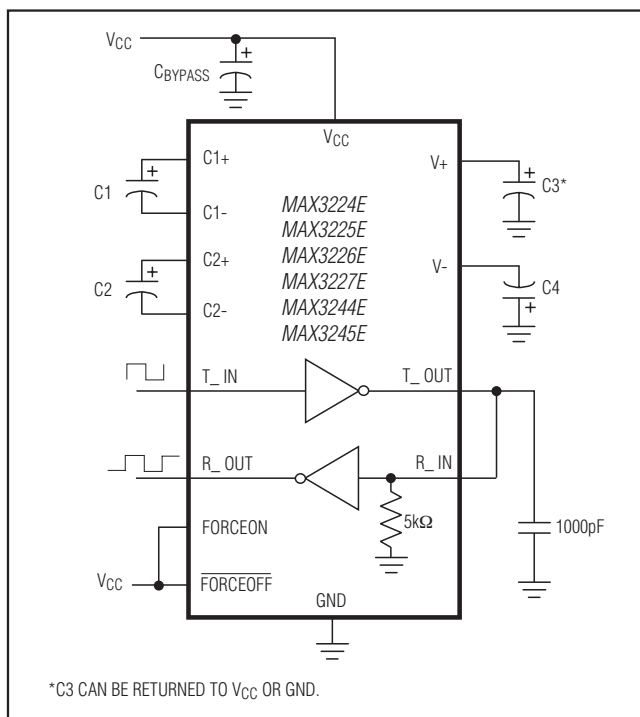 VCC
CBYPASS
VCC
C1+
V+
C1
C3*
C1-
MAX3224E
MAX3225E
C2+
MAX3226E
V-
MAX3227E
C2
C4
C2-
MAX3244E
MAX3245E
T_ IN
T_ OUT
R_ OUT
R_ IN
5kΩ
1000pF
FORCEON
VCC
FORCEOFF
GND
*C3 CAN BE RETURNED TO VCC OR GND.